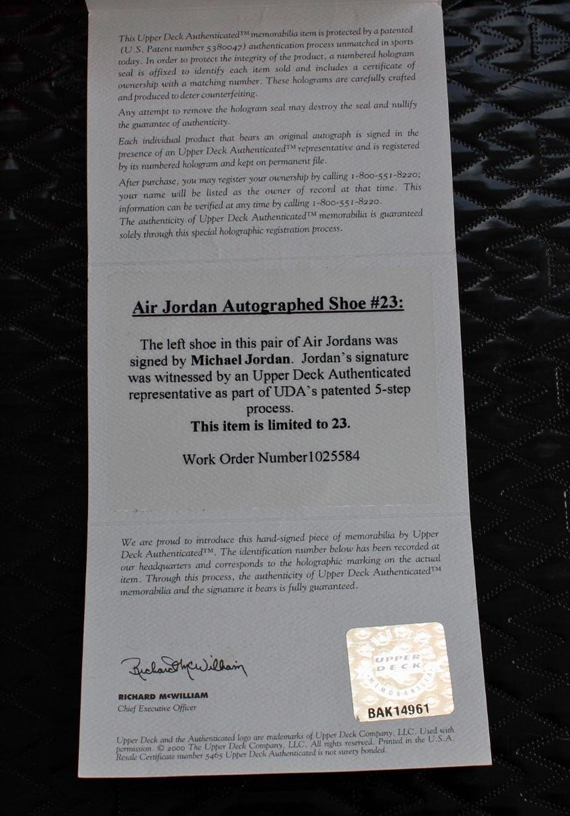 This Upper Deck Authenticated™ memorabilia item is protected by a patented
(U.S. Patent number 5380047) authentication process unmatched in sports
today. In order to protect the integrity of the product, a numbered hologram
seal is affixed to identify each item sold and includes a certificate of
ownership with a matching number. These holograms are carefully crafted
and produced to deter counterfeiting.
Any attempt to remove the hologram seal may destroy the seal and nullify
the guarantee of authenticity.
Each individual product that bears an original autograph is signed in the
presence of an Upper Deck Authenticated™ representative and is registered
by its numbered hologram and kept on permanent file.
After purchase, you may register your ownership by calling 1-800-551-8220;
your name will be listed as the owner of record at that time. This
information can be verified at any time by calling 1-800-551-8220.
The authenticity of Upper Deck Authenticated™ memorabilia is guaranteed
solely through this special holographic registration process.
Air Jordan Autographed Shoe #23:
The left shoe in this pair of Air Jordans was
signed by Michael Jordan. Jordan's signature
was witnessed by an Upper Deck Authenticated
representative as part of UDA's patented 5-step
process.
This item is limited to 23.
Work Order Number1025584
We are proud to introduce this hand-signed piece of memorabilia by Upper
Deck Authenticated™. The identification number below has been recorded at
our headquarters and corresponds to the holographic marking on the actual
item. Through this process, the authenticity of Upper Deck Authenticated™
memorabilia and the signature it bears is fully guaranteed.
Richard McWilliam
RICHARD McWILLIAM
Chief Executive Officer
UPPER
DECK
MEMORABILIA
BAK14961
Upper Deck and the Authenticated logo are trademarks of Upper Deck Company, LLC. Used with
permission. © 2000 The Upper Deck Company, LLC. All rights reserved. Printed in the U.S.A.
Resale Certificate number 5465 Upper Deck Authenticated is not surety bonded.